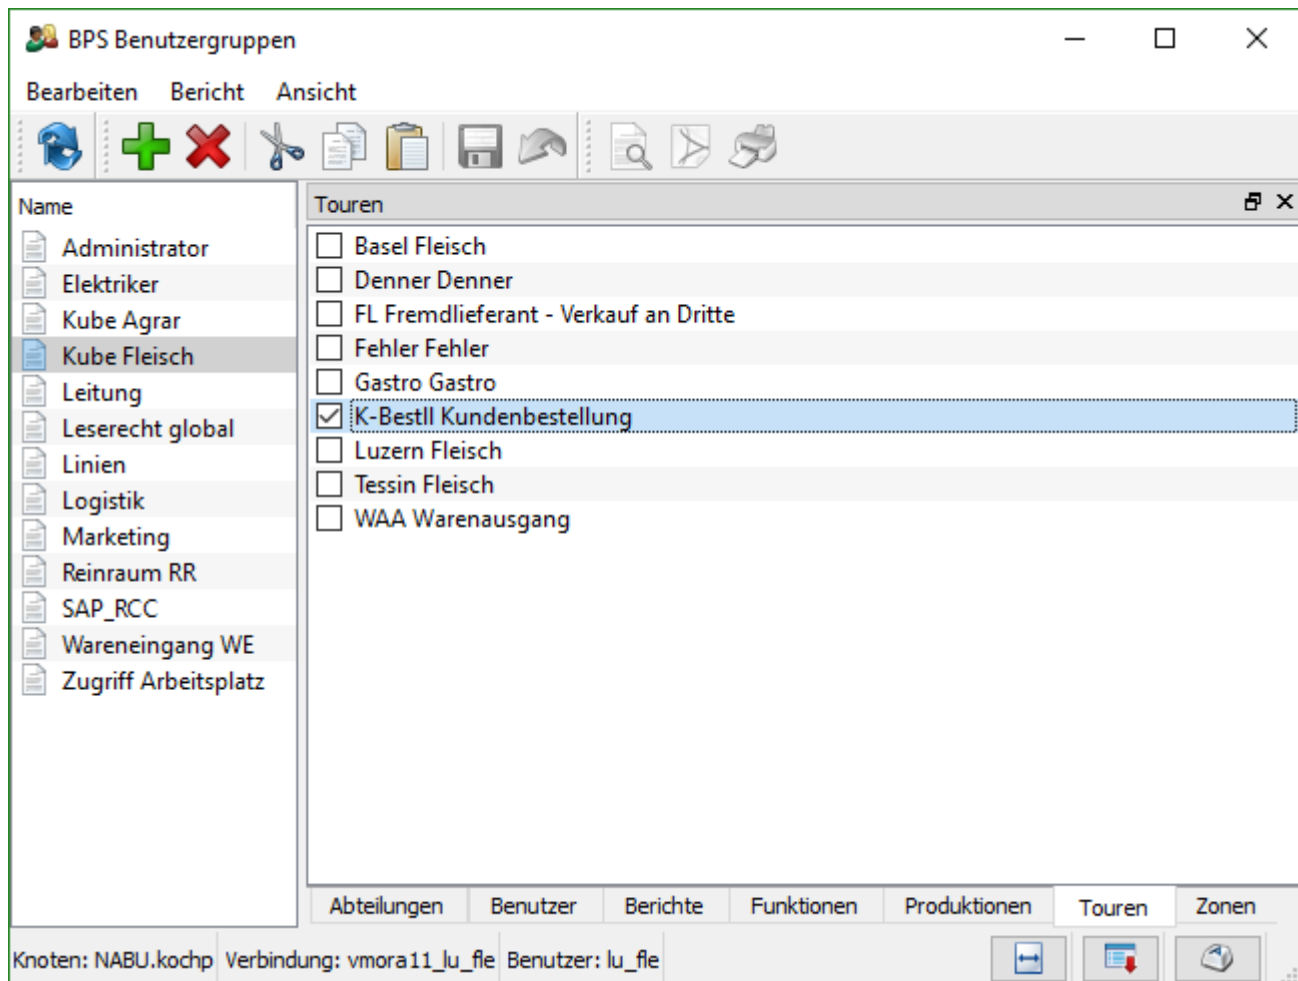 BPS Benutzergruppen
Bearbeiten Bericht Ansicht
Name
Administrator
Elektriker
Kube Agrar
Kube Fleisch
Leitung
Leserecht global
Linien
Logistik
Marketing
Reinraum RR
SAP_RCC
Wareneingang WE
Zugriff Arbeitsplatz
Touren
Basel Fleisch
Denner Denner
FL Fremdlieferant - Verkauf an Dritte
Fehler Fehler
Gastro Gastro
K-Bestll Kundenbestellung
Luzern Fleisch
Tessin Fleisch
WAA Warenausgang
Abteilungen Benutzer Berichte Funktionen Produktionen Touren Zonen
Knoten: NABU.kochp Verbindung: vmora11_lu_fle Benutzer: lu_fle